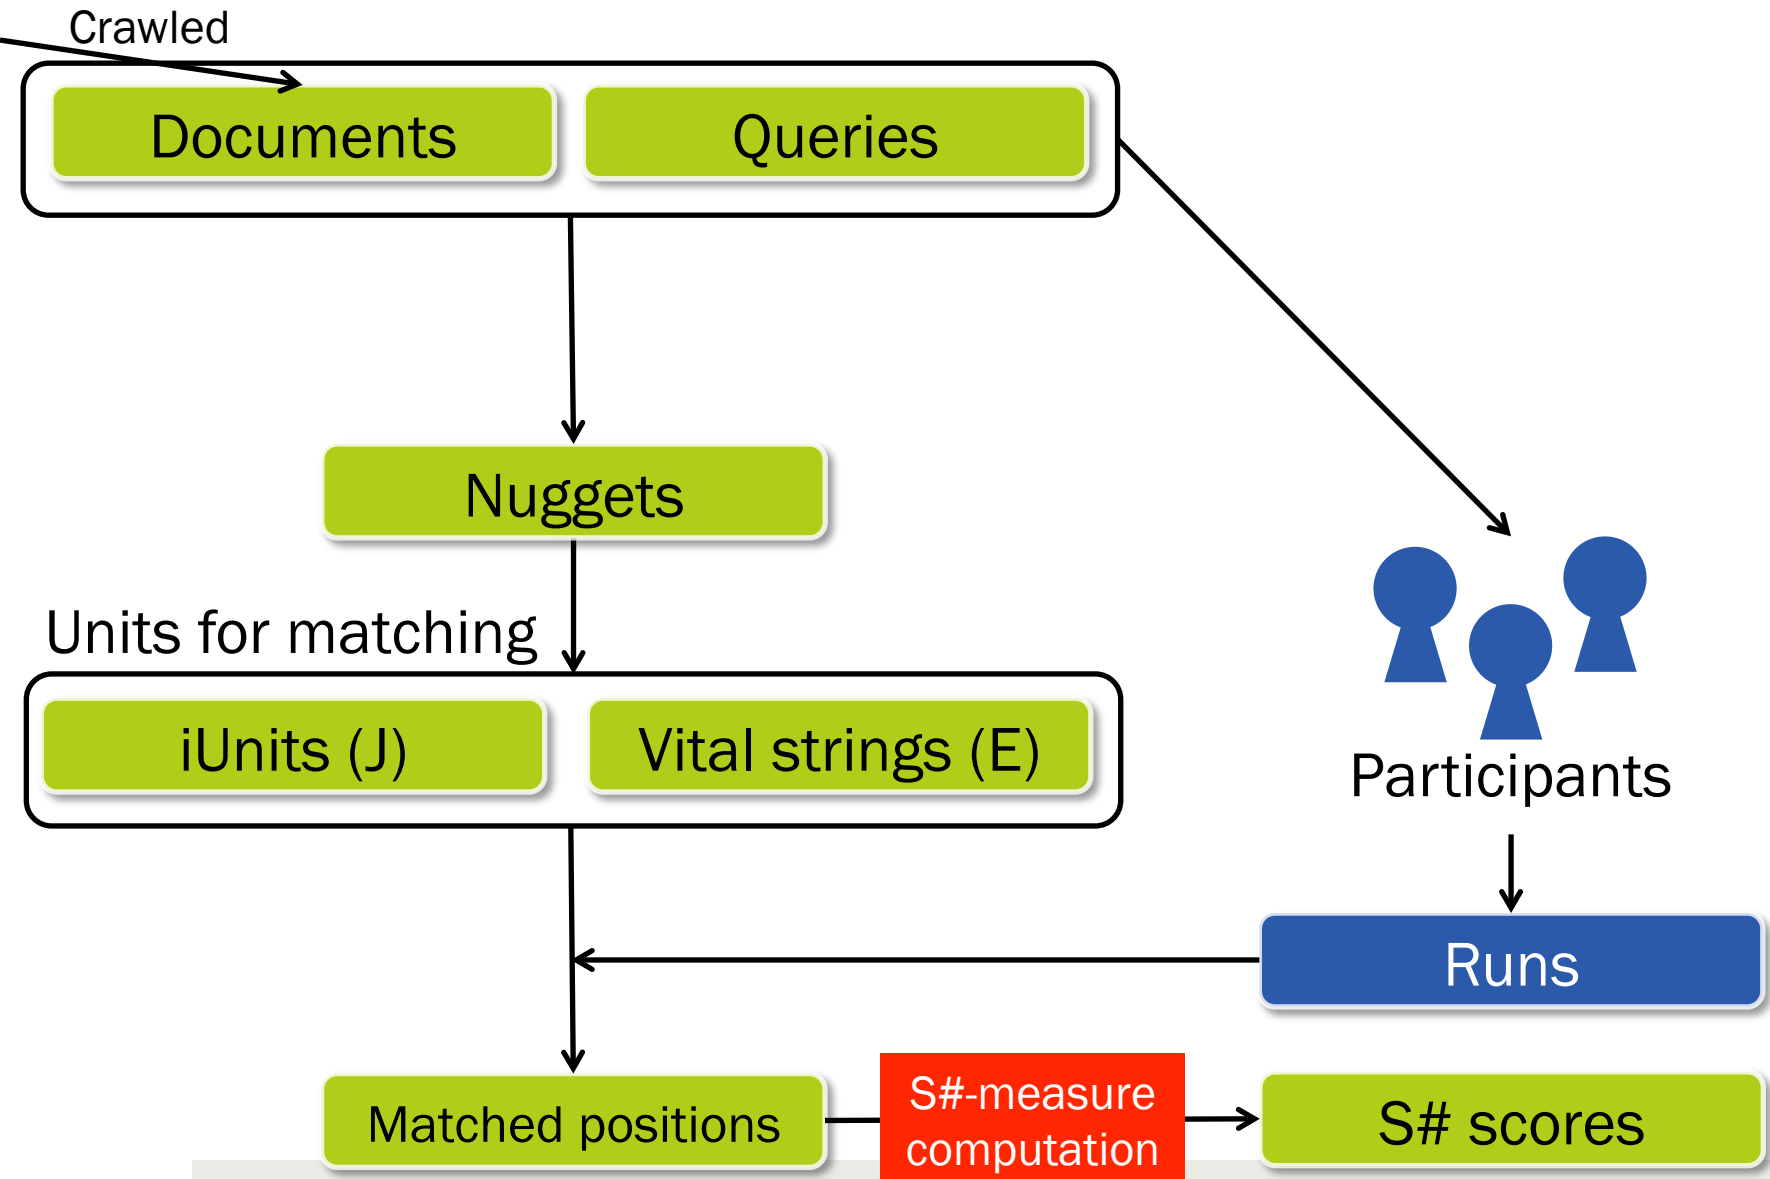 Crawled
Documents
Queries
Nuggets
Units for matching
iUnits (J)
Vital strings (E)
Participants
Runs
Matched positions
S#-measure
computation
S# scores